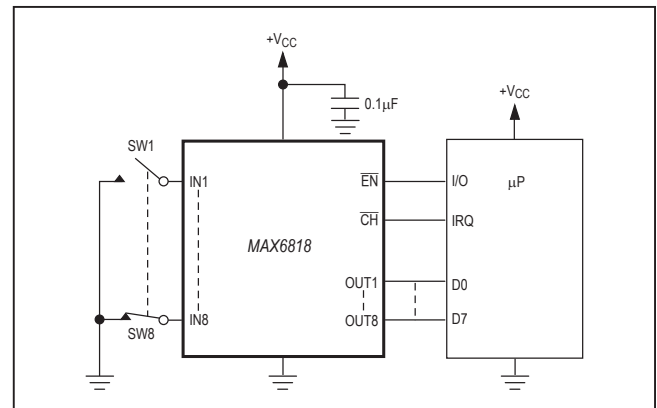 +VCC
0.1μF
+VCC
SW1
IN1
EN
I/O
μP
CH
IRQ
MAX6818
OUT1
D0
IN8
OUT8
D7
SW8